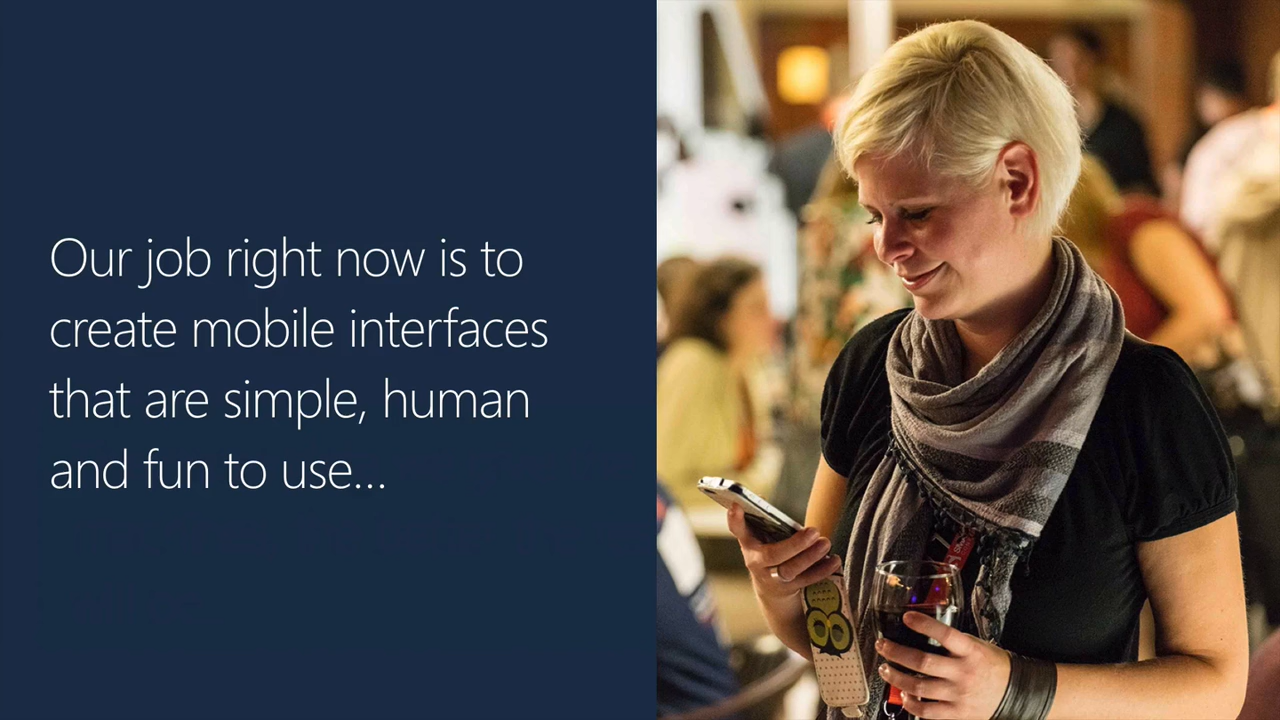 Our job right now is to
create mobile interfaces
that are simple, human
and fun to use...